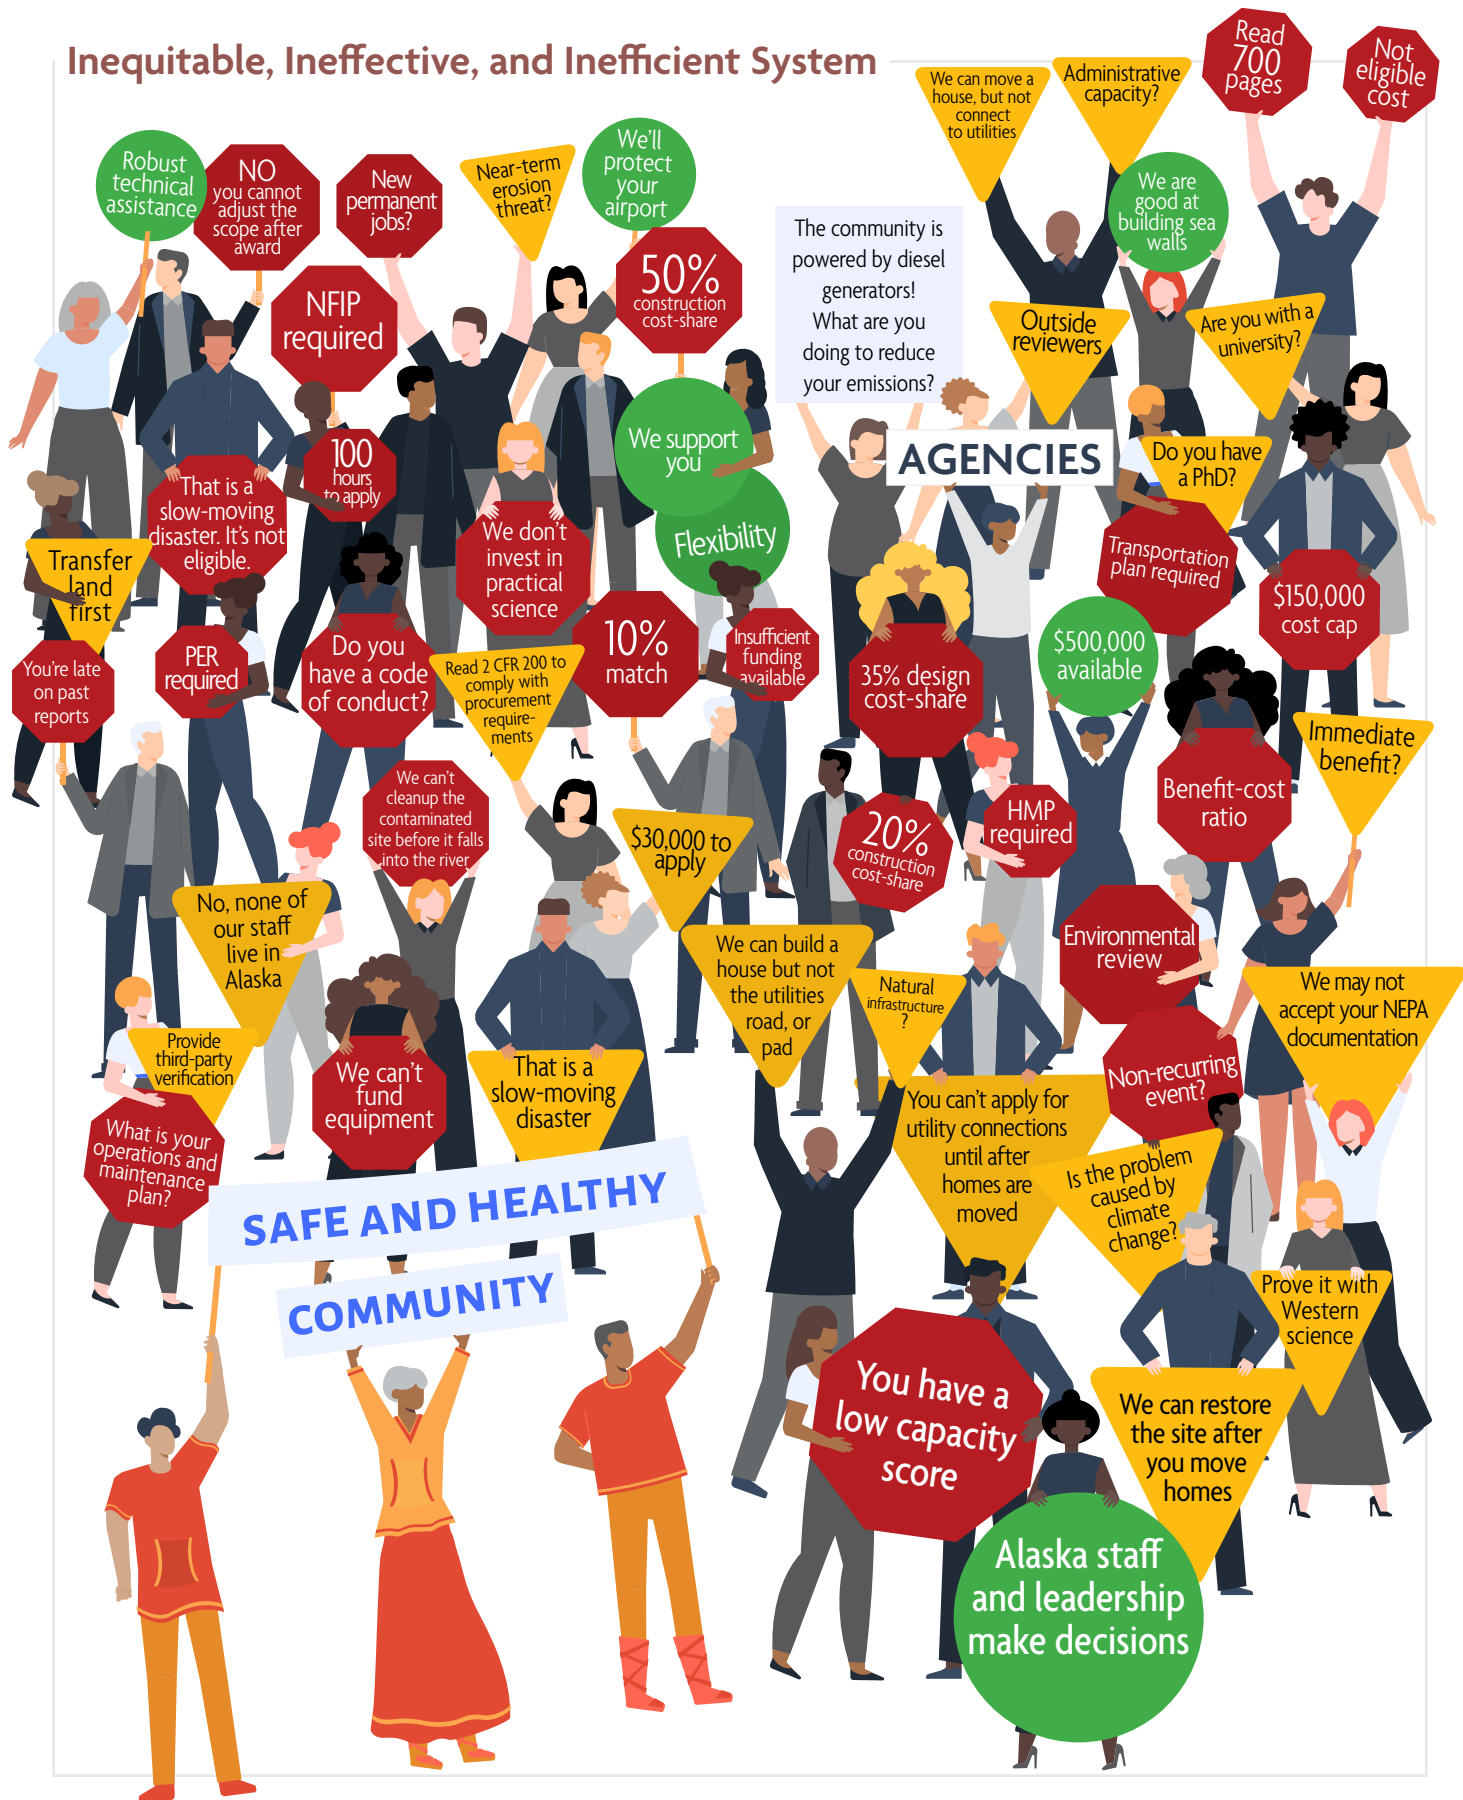 Inequitable, Ineffective, and Inefficient System
Read
700
pages
Not
eligible
cost
We can move a
house, but not
connect
to utilities
Administrative
capacity?
Robust
technical
assistance
NO
you cannot
adjust the
scope after
award
New
permanent
jobs?
Near-term
erosion
threat?
We'll
protect
your
airport
We are
good at
building sea
walls
NFIP
required
50%
construction
cost-share
The community is
powered by diesel
generators!
What are you
doing to reduce
your emissions?
Outside
reviewers
Are you with a
university?
We support
you
AGENCIES
Do you have
a PhD?
100
hours
to apply
That is a
slow-moving
disaster. It's not
eligible.
We don't
invest in
practical
science
Flexibility
Transportation
plan required
Transfer
land
first
$150,000
cost cap
You're late
on past
reports
PER
required
Do you
have a code
of conduct?
Read 2 CFR 200 to
comply with
procurement
require-
ments
10%
match
Insufficient
funding
available
35% design
cost-share
$500,000
available
Immediate
benefit?
Benefit-cost
ratio
We can't
cleanup the
contaminated
site before it falls
into the river
$30,000 to
apply
20%
construction
cost-share
HMP
required
No, none of
our staff
live in
Alaska
We can build a
house but not
the utilities
road, or
pad
Natural
infrastructure
?
Environmental
review
We may not
accept your NEPA
documentation
Provide
third-party
verification
We can't
fund
equipment
That is a
slow-moving
disaster
You can't apply for
utility connections
until after
homes are
moved
Non-recurring
event?
What is your
operations and
maintenance
plan?
Is the problem
caused by
climate
change?
SAFE AND HEALTHY
COMMUNITY
Prove it with
Western
science
You have a
low capacity
score
We can restore
the site after
you move
homes
Alaska staff
and leadership
make decisions